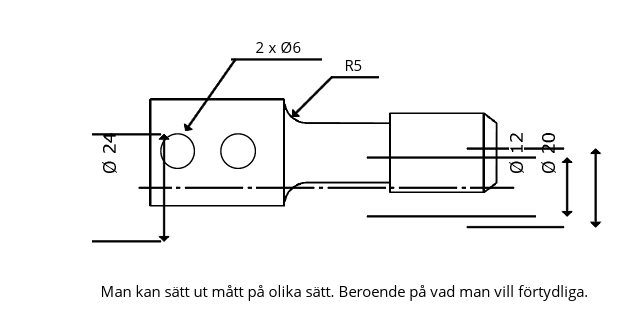 2 x Ø6
R5
Ø 24
Ø 12
Ø 20
Man kan sätt ut mått på olika sätt. Beroende på vad man vill förtydliga.